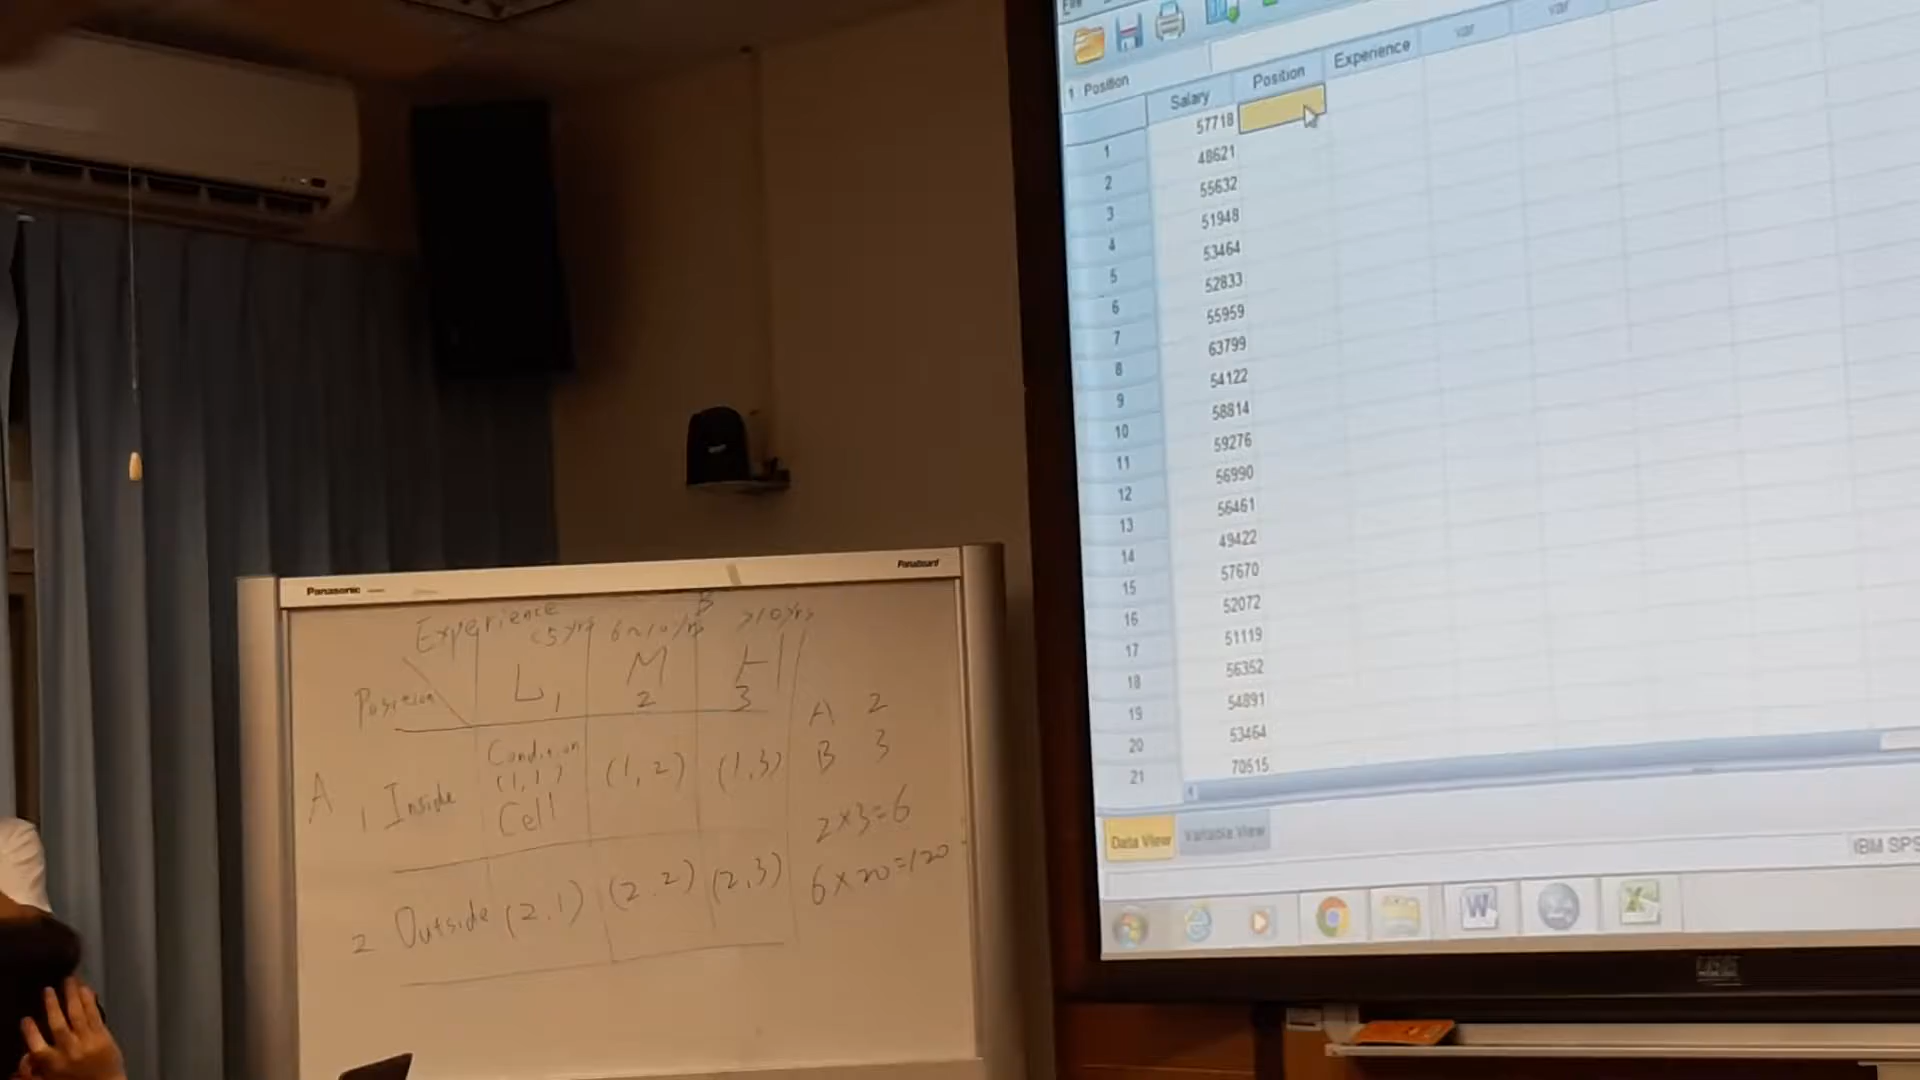 File
1 Position
Salary Position Experience var var
57718
1 48621
2 55632
3 51948
4 53464
5 52833
6 55959
7 63799
8 54122
9 58814
10 59276
11 56990
12 56461
13 49422
14 57670
15 52072
16 51119
17 56352
18 54891
19 53464
20 70515
21
Data View Variable View
IBM SPS
W
Panasonic Panaboard
Experience B
<5yrs 6~10yrs >10yrs
Position L1 M 2 H 3
A 2
B 3
A 1 Inside Condition (1,1) Cell (1,2) (1,3)
2×3=6
2 Outside (2,1) (2,2) (2,3)
6×20=120